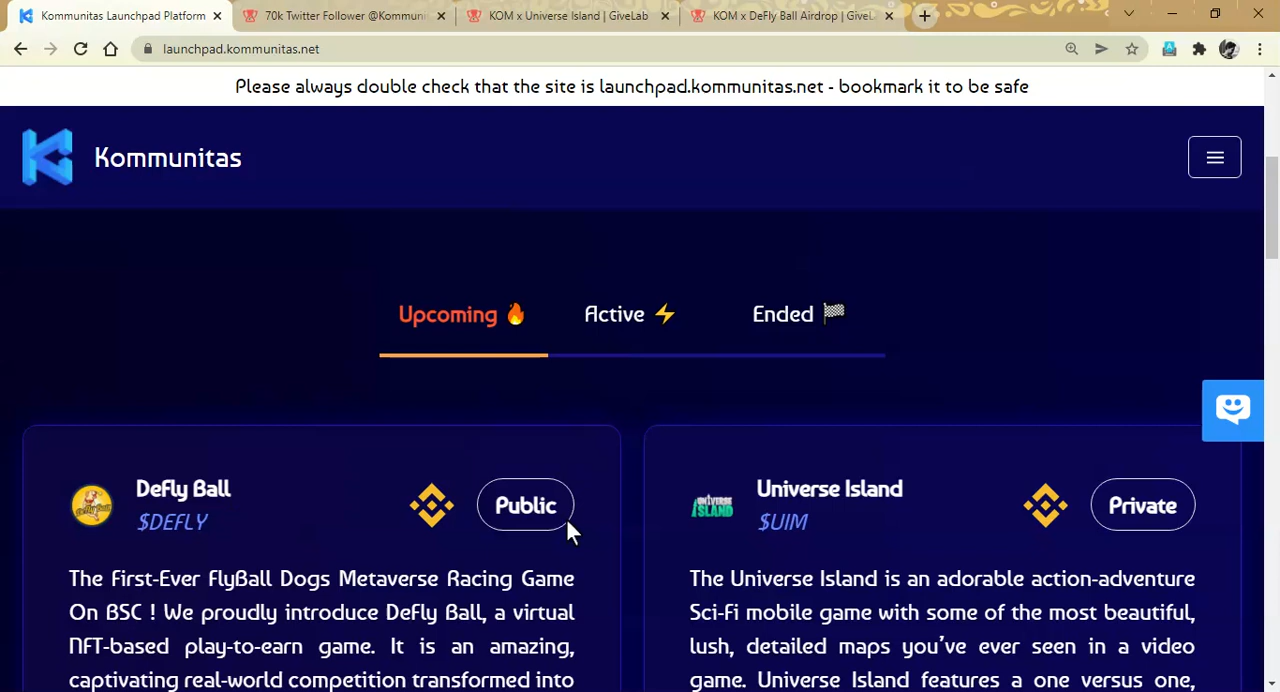 Kommunitas Launchpad Platform
70k Twitter Follower @Kommuni
KOM x Universe Island | GiveLab
KOM x DeFly Ball Airdrop | GiveL
launchpad.kommunitas.net
Please always double check that the site is launchpad.kommunitas.net - bookmark it to be safe
Kommunitas
Upcoming 🔥 Active ⚡ Ended 🏁
DeFly Ball
$DEFLY
Public
The First-Ever FlyBall Dogs Metaverse Racing Game
On BSC ! We proudly introduce DeFly Ball, a virtual
NFT-based play-to-earn game. It is an amazing,
captivating real-world competition transformed into
UNIVERSE
ISLAND
Universe Island
$UIM
Private
The Universe Island is an adorable action-adventure
Sci-Fi mobile game with some of the most beautiful,
lush, detailed maps you've ever seen in a video
game. Universe Island features a one versus one,